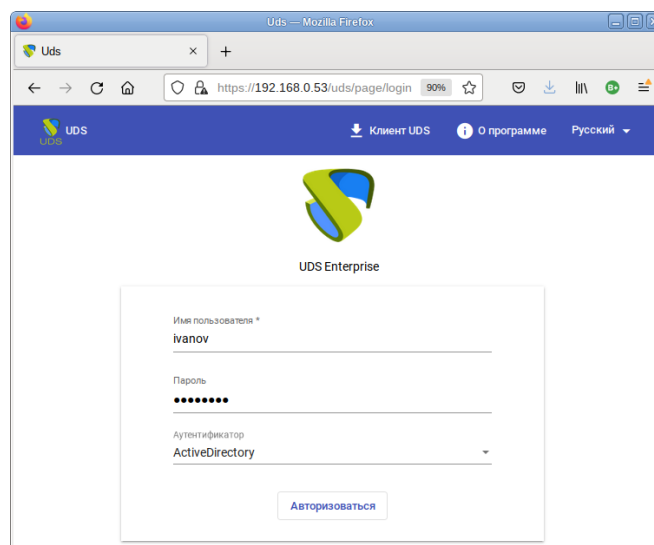 Uds — Mozilla Firefox
Uds
https://192.168.0.53/uds/page/login 90%
UDS UDS Клиент UDS О программе Русский
UDS Enterprise
Имя пользователя *
ivanov
Пароль
••••••••
Аутентификатор
ActiveDirectory
Авторизоваться